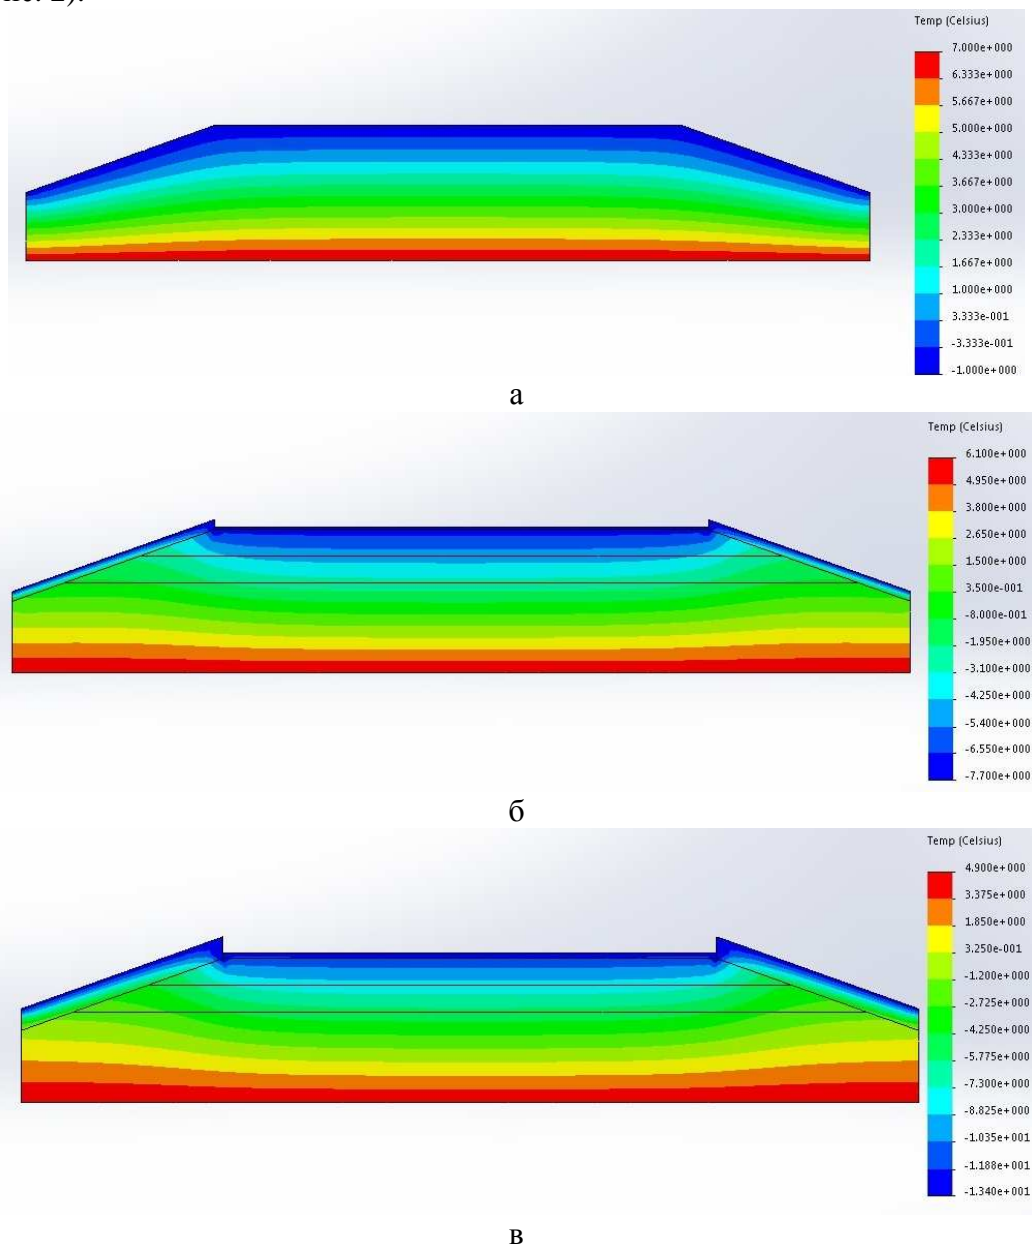 ис. 2).
Temp (Celsius)
7.000e+000
6.333e+000
5.667e+000
5.000e+000
4.333e+000
3.667e+000
3.000e+000
2.333e+000
1.667e+000
1.000e+000
3.333e-001
-3.333e-001
-1.000e+000
а
Temp (Celsius)
6.100e+000
4.950e+000
3.800e+000
2.650e+000
1.500e+000
3.500e-001
-8.000e-001
-1.950e+000
-3.100e+000
-4.250e+000
-5.400e+000
-6.550e+000
-7.700e+000
б
Temp (Celsius)
4.900e+000
3.375e+000
1.850e+000
3.250e-001
-1.200e+000
-2.725e+000
-4.250e+000
-5.775e+000
-7.300e+000
-8.825e+000
-1.035e+001
-1.188e+001
-1.340e+001
в